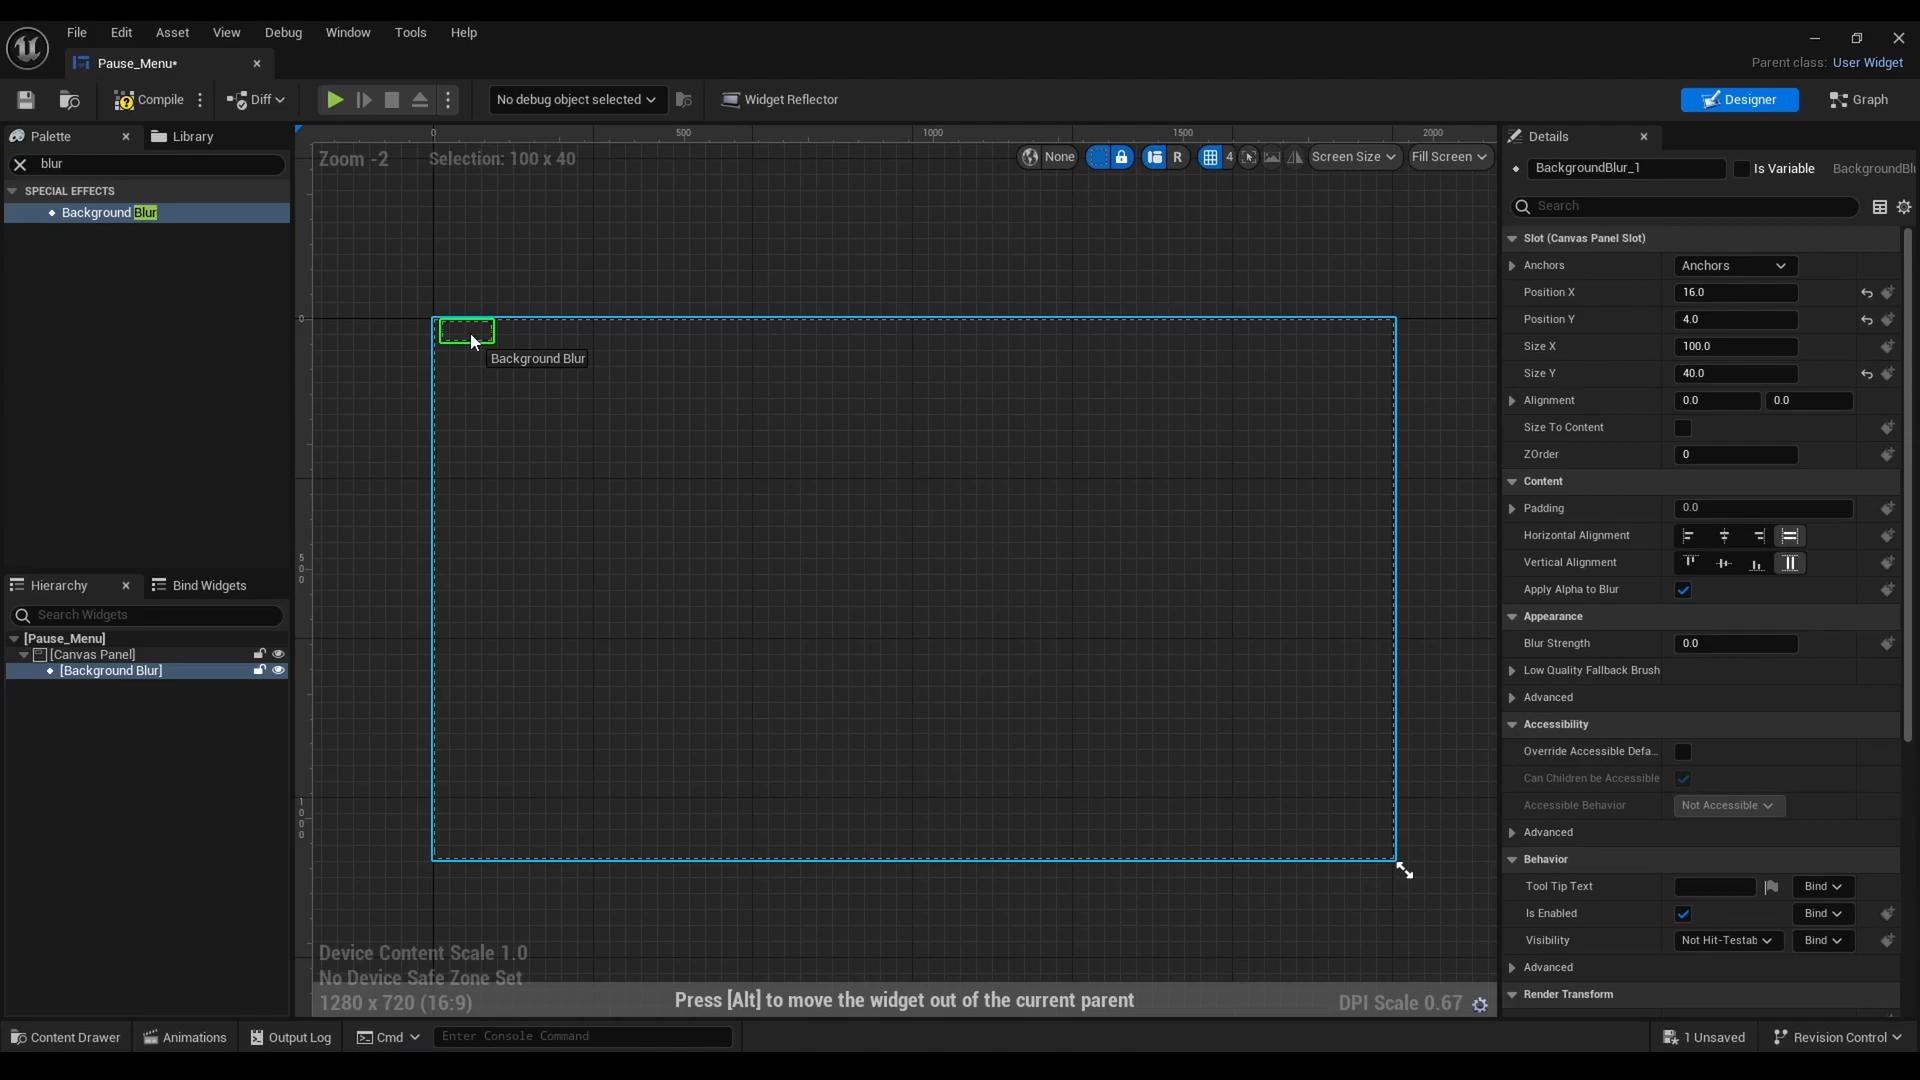 File Edit Asset View Debug Window Tools Help
Pause_Menu*
Parent class: User Widget
Compile Diff No debug object selected Widget Reflector Designer Graph
Palette Library
blur
SPECIAL EFFECTS
Background Blur
Hierarchy Bind Widgets
Search Widgets
[Pause_Menu]
[Canvas Panel]
[Background Blur]
0 500 1000 1500 2000
Zoom -2 Selection: 100 x 40 None R 4 Screen Size Fill Screen
0
Background Blur
500
1000
Device Content Scale 1.0
No Device Safe Zone Set
1280 x 720 (16:9) Press [Alt] to move the widget out of the current parent DPI Scale 0.67
Details
BackgroundBlur_1 Is Variable BackgroundBlu
Search
Slot (Canvas Panel Slot)
Anchors Anchors
Position X 16.0
Position Y 4.0
Size X 100.0
Size Y 40.0
Alignment 0.0 0.0
Size To Content
ZOrder 0
Content
Padding 0.0
Horizontal Alignment
Vertical Alignment
Apply Alpha to Blur
Appearance
Blur Strength 0.0
Low Quality Fallback Brush
Advanced
Accessibility
Override Accessible Defa...
Can Children be Accessible
Accessible Behavior Not Accessible
Advanced
Behavior
Tool Tip Text Bind
Is Enabled Bind
Visibility Not Hit-Testab Bind
Advanced
Render Transform
Content Drawer Animations Output Log Cmd Enter Console Command 1 Unsaved Revision Control